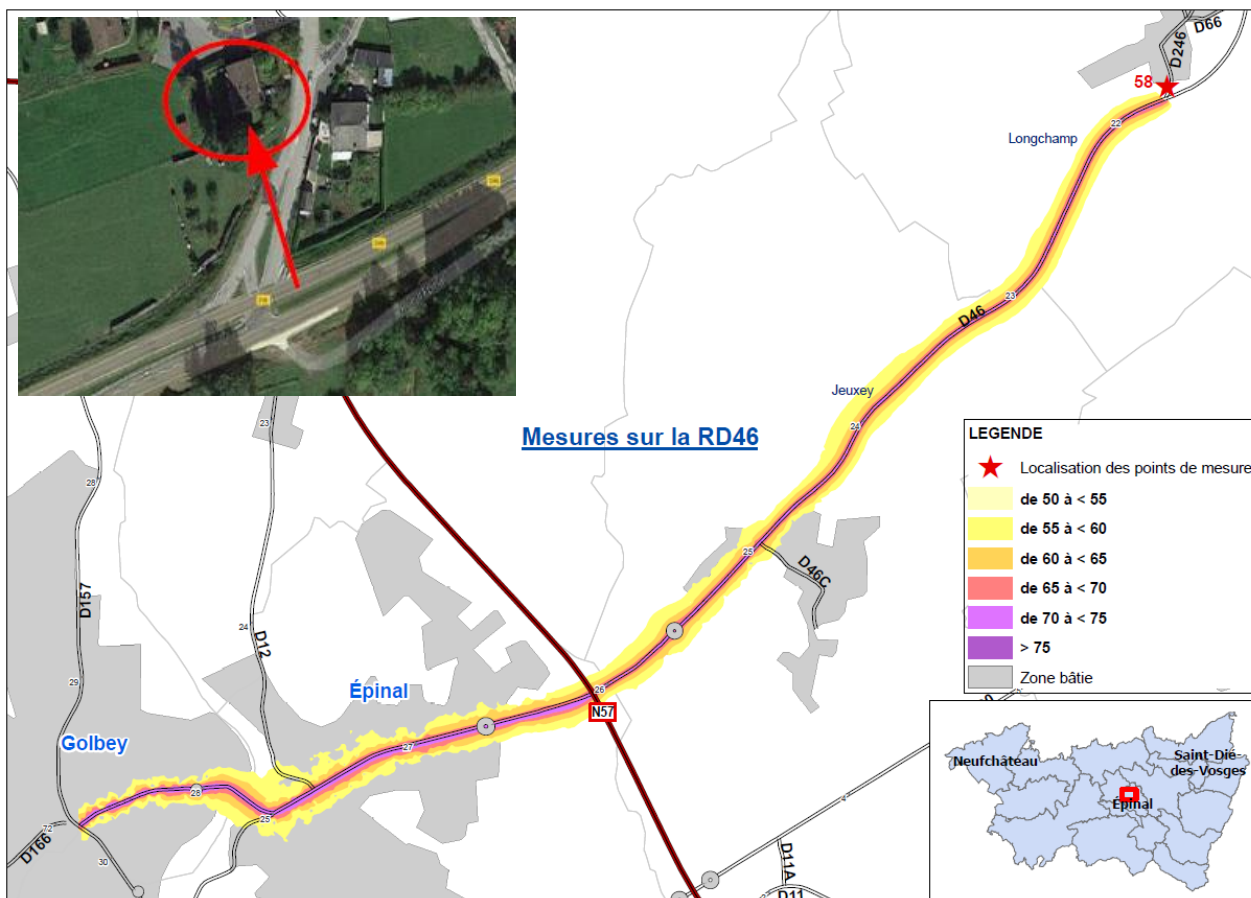 D66
D246
58
22
Longchamp
23
D46
Jeuxey
24
Mesures sur la RD46
23
28
25
D46C
D157
24
D12
29
Épinal
26
N57
Golbey
27
28
25
72
D166
30
D11A
D11
LEGENDE
Localisation des points de mesure
de 50 à < 55
de 55 à < 60
de 60 à < 65
de 65 à < 70
de 70 à < 75
> 75
Zone bâtie
Neufchâteau
Saint-Dié-
des-Vosges
Épinal